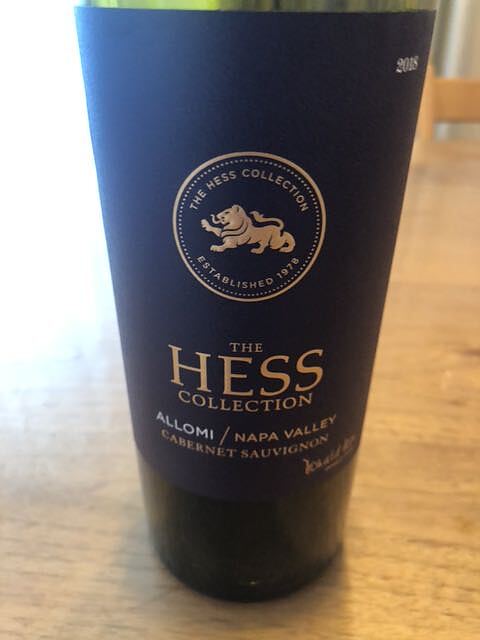 2018
THE HESS COLLECTION
ESTABLISHED 1978
THE
HESS
COLLECTION
ALLOMI / NAPA VALLEY
CABERNET SAUVIGNON